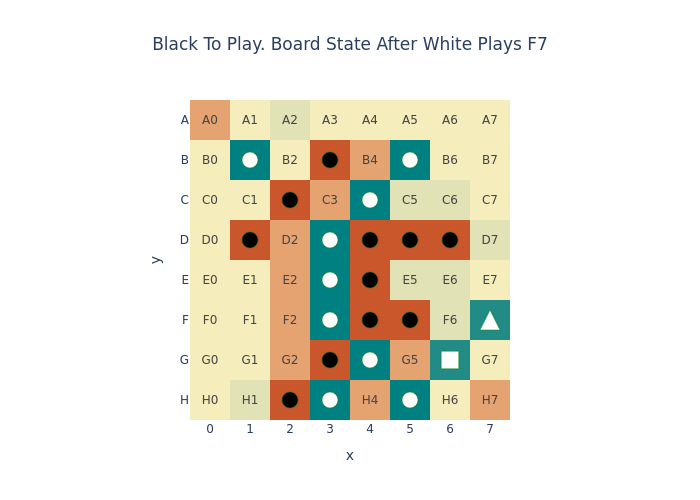 Black To Play. Board State After White Plays F7
A A0 A1 A2 A3 A4 A5 A6 A7
B B0 B2 B4 B6 B7
C C0 C1 C3 C5 C6 C7
D D0 D2 D7
E E0 E1 E2 E5 E6 E7
F F0 F1 F2 F6
G G0 G1 G2 G5 G7
H H0 H1 H4 H6 H7
0 1 2 3 4 5 6 7
x
y